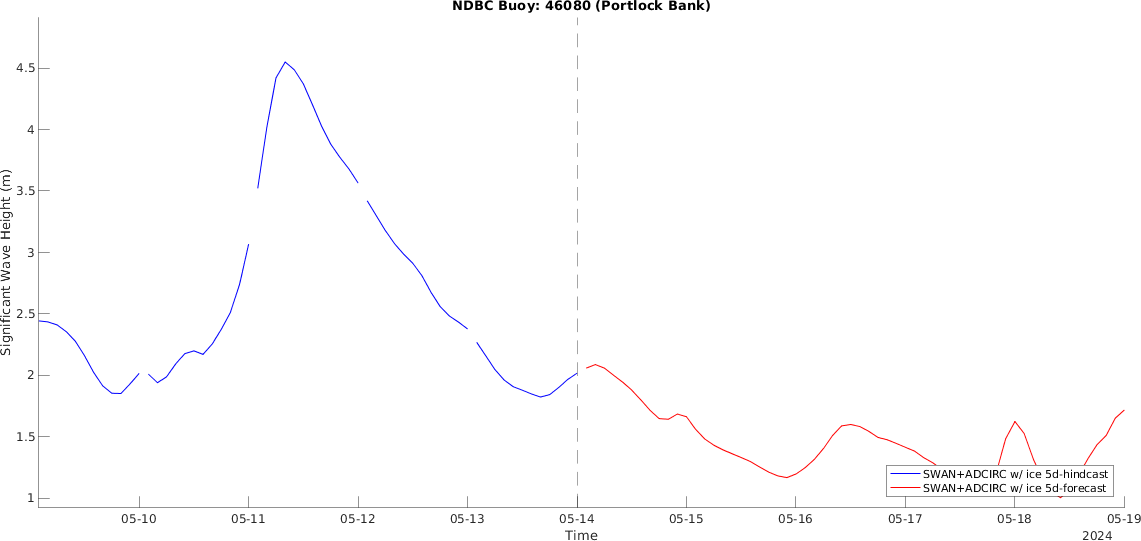 NDBC Buoy: 46080 (Portlock Bank)
Significant Wave Height (m)
4.5
4
3.5
3
2.5
2
1.5
1
SWAN+ADCIRC w/ ice 5d-hindcast
SWAN+ADCIRC w/ ice 5d-forecast
05-10 05-11 05-12 05-13 05-14 05-15 05-16 05-17 05-18 05-19
Time
2024